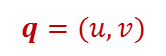 q = (u, v)